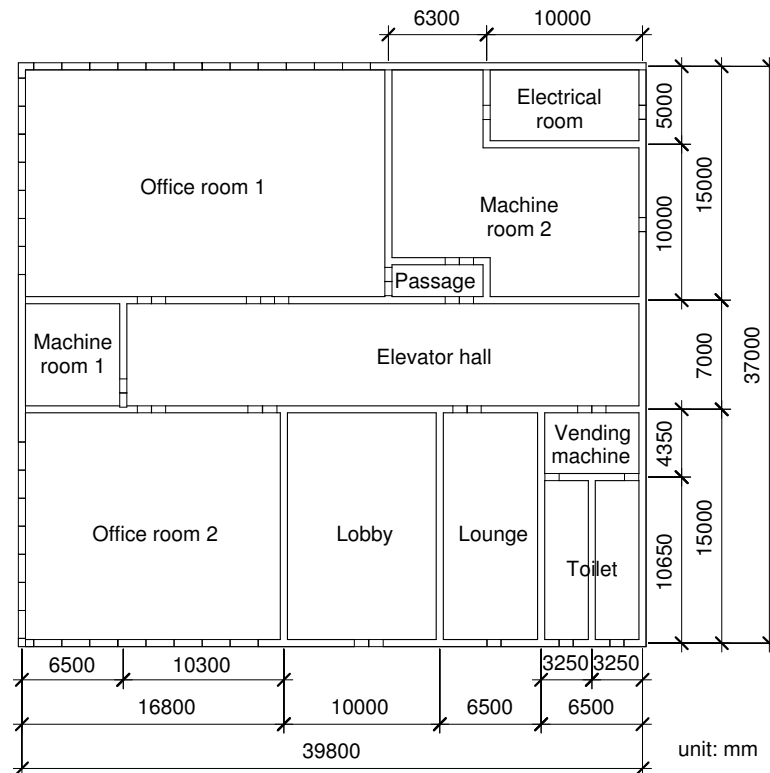 6300
10000
Electrical
room
5000
Office room 1
Machine
room 2
10000
15000
Passage
Machine
room 1
Elevator hall
7000
37000
Vending
machine
4350
Office room 2
Lobby
Lounge
Toilet
10650
15000
6500
10300
3250
3250
16800
10000
6500
6500
39800
unit: mm